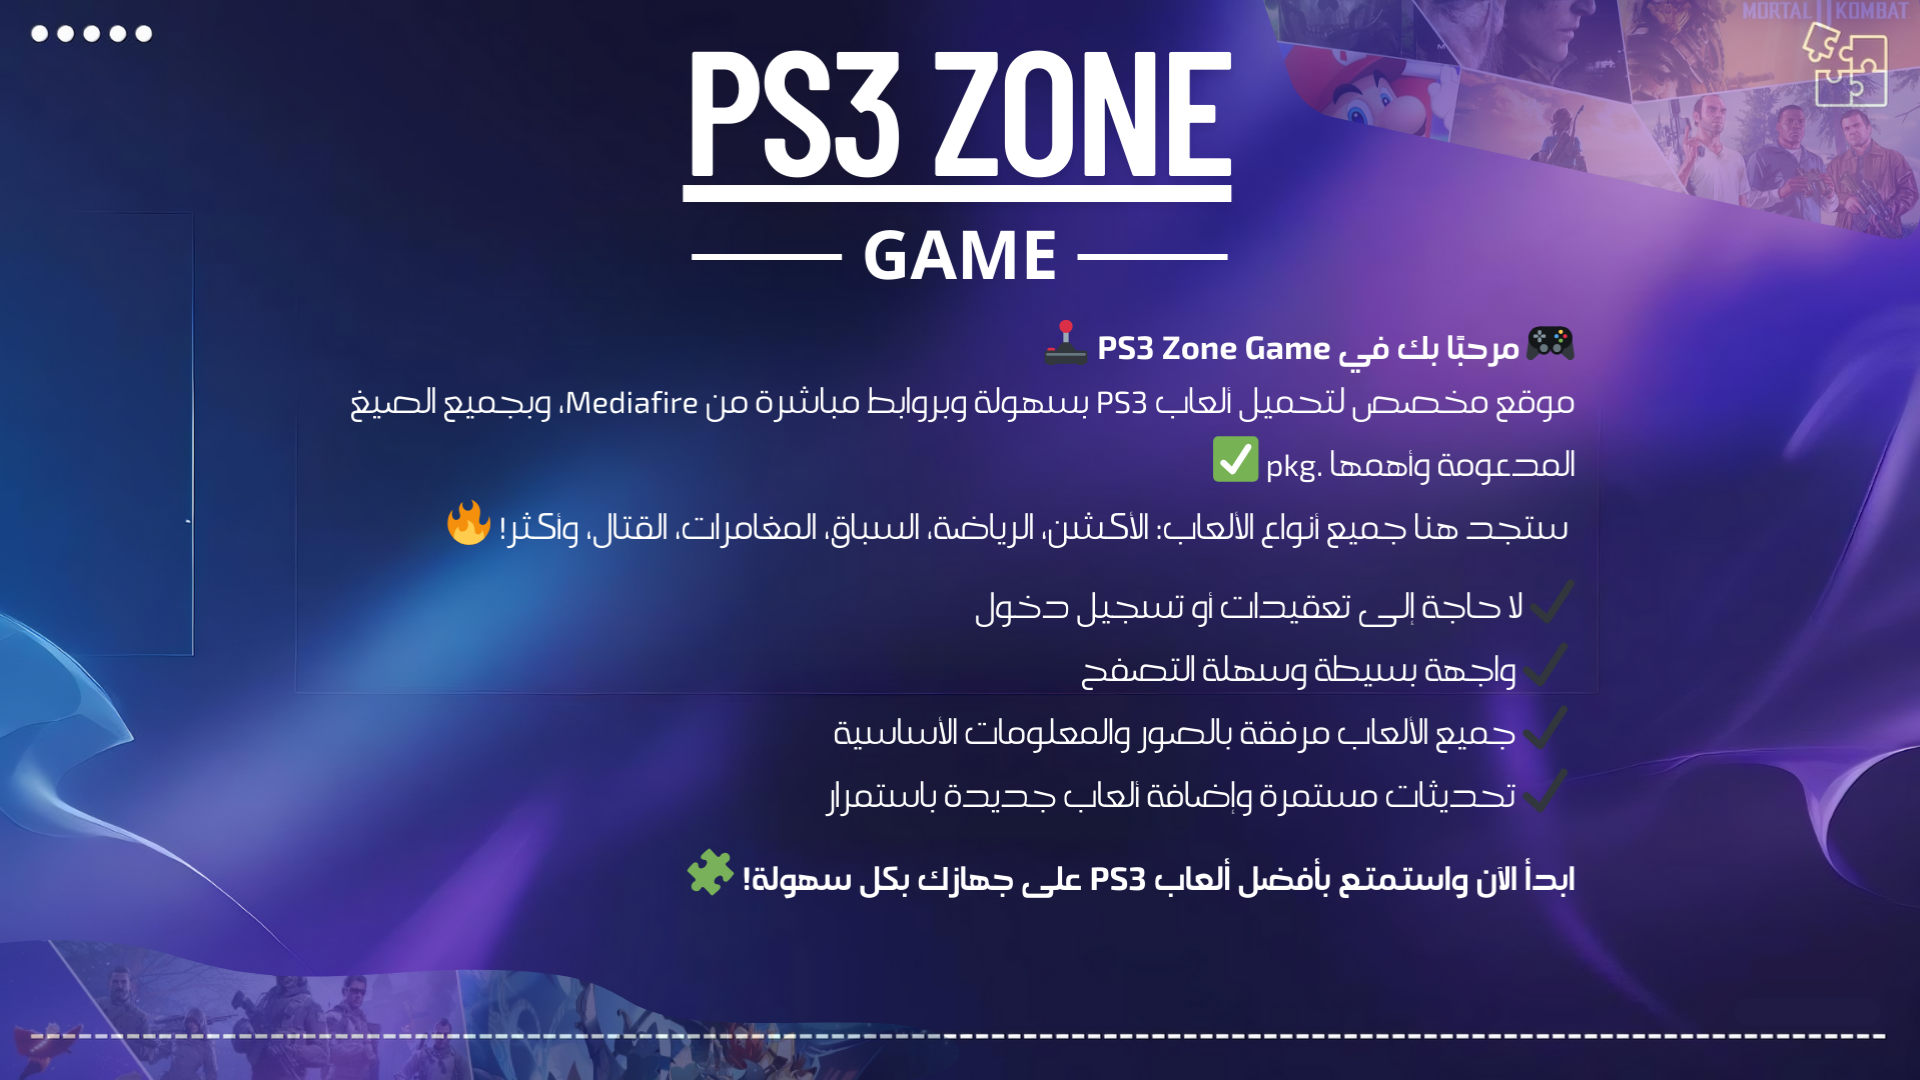 MORTAL KOMBAT II
PS3 ZONE
GAME
🎮 مرحبًا بك في PS3 Zone Game 🕹️
موقع مخصص لتحميل ألعاب PS3 بسهولة وبروابط مباشرة من Mediafire، وبجميع الصيغ
المدعومة وأهمها .pkg ✅
ستجد هنا جميع أنواع الألعاب: الأكشن، الرياضة، السباق، المغامرات، القتال، وأكثر! 🔥
✔ لا حاجة إلى تعقيدات أو تسجيل دخول
✔ واجهة بسيطة وسهلة التصفح
✔ جميع الألعاب مرفقة بالصور والمعلومات الأساسية
✔ تحديثات مستمرة وإضافة ألعاب جديدة باستمرار
ابدأ الآن واستمتع بأفضل ألعاب PS3 على جهازك بكل سهولة! 🧩